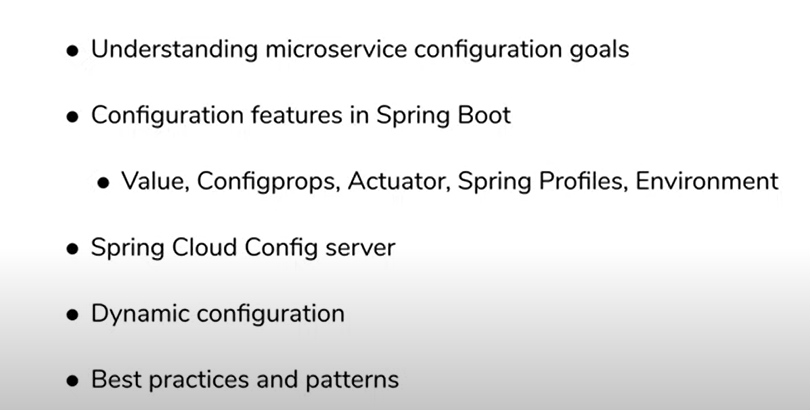 ● Understanding microservice configuration goals
● Configuration features in Spring Boot
● Value, Configprops, Actuator, Spring Profiles, Environment
● Spring Cloud Config server
● Dynamic configuration
● Best practices and patterns